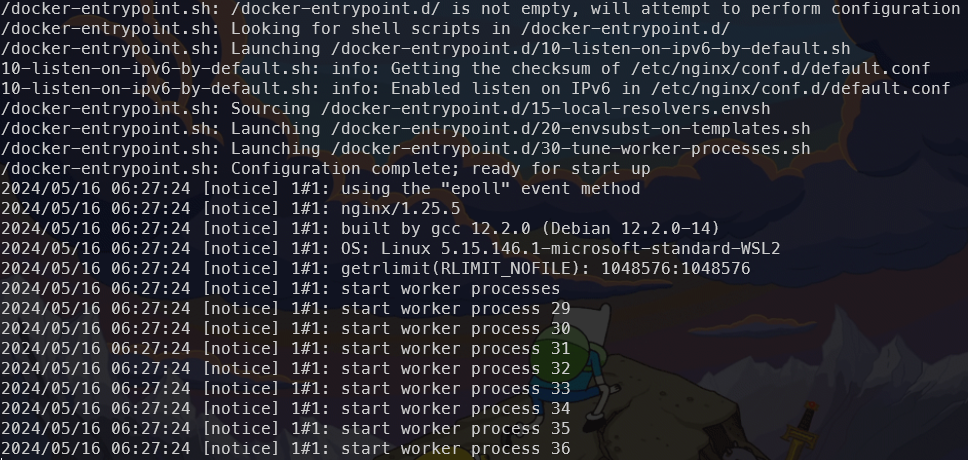 /docker-entrypoint.sh: /docker-entrypoint.d/ is not empty, will attempt to perform configuration
/docker-entrypoint.sh: Looking for shell scripts in /docker-entrypoint.d/
/docker-entrypoint.sh: Launching /docker-entrypoint.d/10-listen-on-ipv6-by-default.sh
10-listen-on-ipv6-by-default.sh: info: Getting the checksum of /etc/nginx/conf.d/default.conf
10-listen-on-ipv6-by-default.sh: info: Enabled listen on IPv6 in /etc/nginx/conf.d/default.conf
/docker-entrypoint.sh: Sourcing /docker-entrypoint.d/15-local-resolvers.envsh
/docker-entrypoint.sh: Launching /docker-entrypoint.d/20-envsubst-on-templates.sh
/docker-entrypoint.sh: Launching /docker-entrypoint.d/30-tune-worker-processes.sh
/docker-entrypoint.sh: Configuration complete; ready for start up
2024/05/16 06:27:24 [notice] 1#1: using the "epoll" event method
2024/05/16 06:27:24 [notice] 1#1: nginx/1.25.5
2024/05/16 06:27:24 [notice] 1#1: built by gcc 12.2.0 (Debian 12.2.0-14)
2024/05/16 06:27:24 [notice] 1#1: OS: Linux 5.15.146.1-microsoft-standard-WSL2
2024/05/16 06:27:24 [notice] 1#1: getrlimit(RLIMIT_NOFILE): 1048576:1048576
2024/05/16 06:27:24 [notice] 1#1: start worker processes
2024/05/16 06:27:24 [notice] 1#1: start worker process 29
2024/05/16 06:27:24 [notice] 1#1: start worker process 30
2024/05/16 06:27:24 [notice] 1#1: start worker process 31
2024/05/16 06:27:24 [notice] 1#1: start worker process 32
2024/05/16 06:27:24 [notice] 1#1: start worker process 33
2024/05/16 06:27:24 [notice] 1#1: start worker process 34
2024/05/16 06:27:24 [notice] 1#1: start worker process 35
2024/05/16 06:27:24 [notice] 1#1: start worker process 36